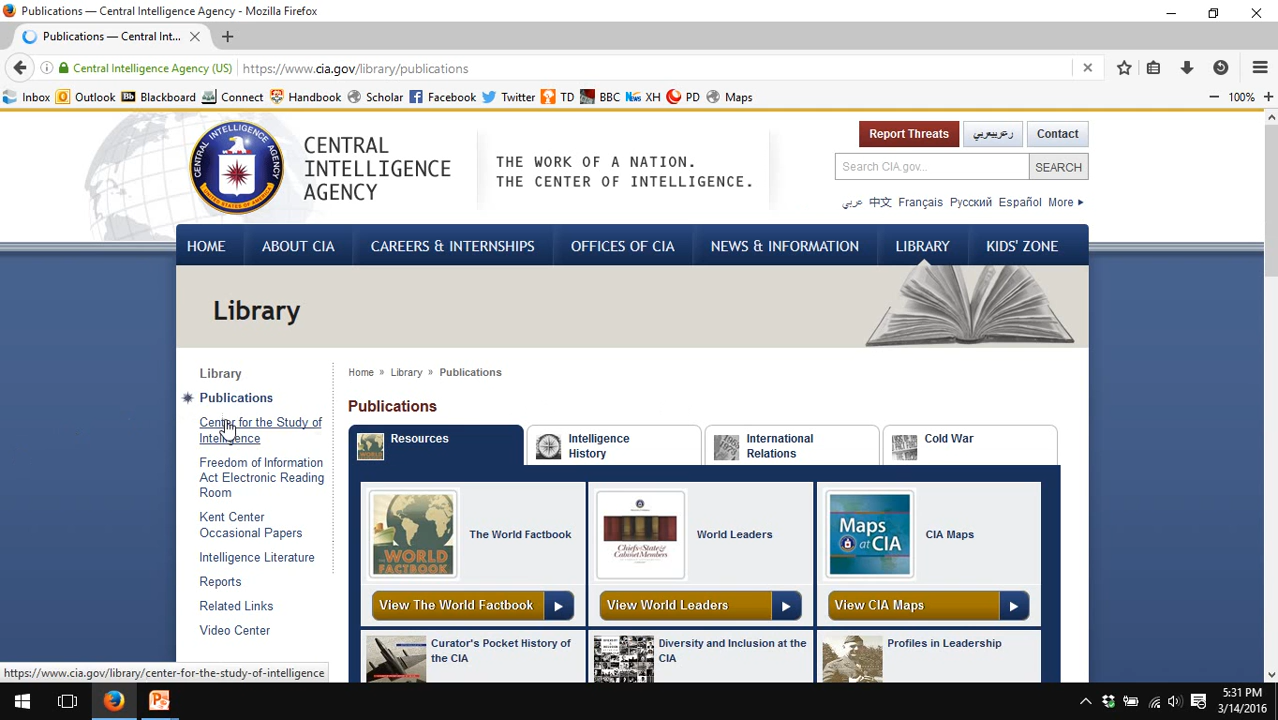 Publications — Central Intelligence Agency - Mozilla Firefox
Publications — Central Int...
Central Intelligence Agency (US) https://www.cia.gov/library/publications
Inbox Outlook Blackboard Connect Handbook Scholar Facebook Twitter TD BBC XH PD Maps
100%
CENTRAL
INTELLIGENCE
AGENCY
THE WORK OF A NATION.
THE CENTER OF INTELLIGENCE.
Report Threats Contact
Search CIA.gov... SEARCH
عربي 中文 Français Русский Español More
HOME ABOUT CIA CAREERS & INTERNSHIPS OFFICES OF CIA NEWS & INFORMATION LIBRARY KIDS' ZONE
Library
Library
Publications
Center for the Study of
Intelligence
Freedom of Information
Act Electronic Reading
Room
Kent Center
Occasional Papers
Intelligence Literature
Reports
Related Links
Video Center
Home » Library » Publications
Publications
Resources
Intelligence
History
International
Relations
Cold War
WORLD
FACTBOOK
The World Factbook
Chiefs of State &
Cabinet Members
World Leaders
Maps
at CIA
CIA Maps
View The World Factbook
View World Leaders
View CIA Maps
Curator's Pocket History of
the CIA
Diversity and Inclusion at the
CIA
Profiles in Leadership
https://www.cia.gov/library/center-for-the-study-of-intelligence
5:31 PM
3/14/2016